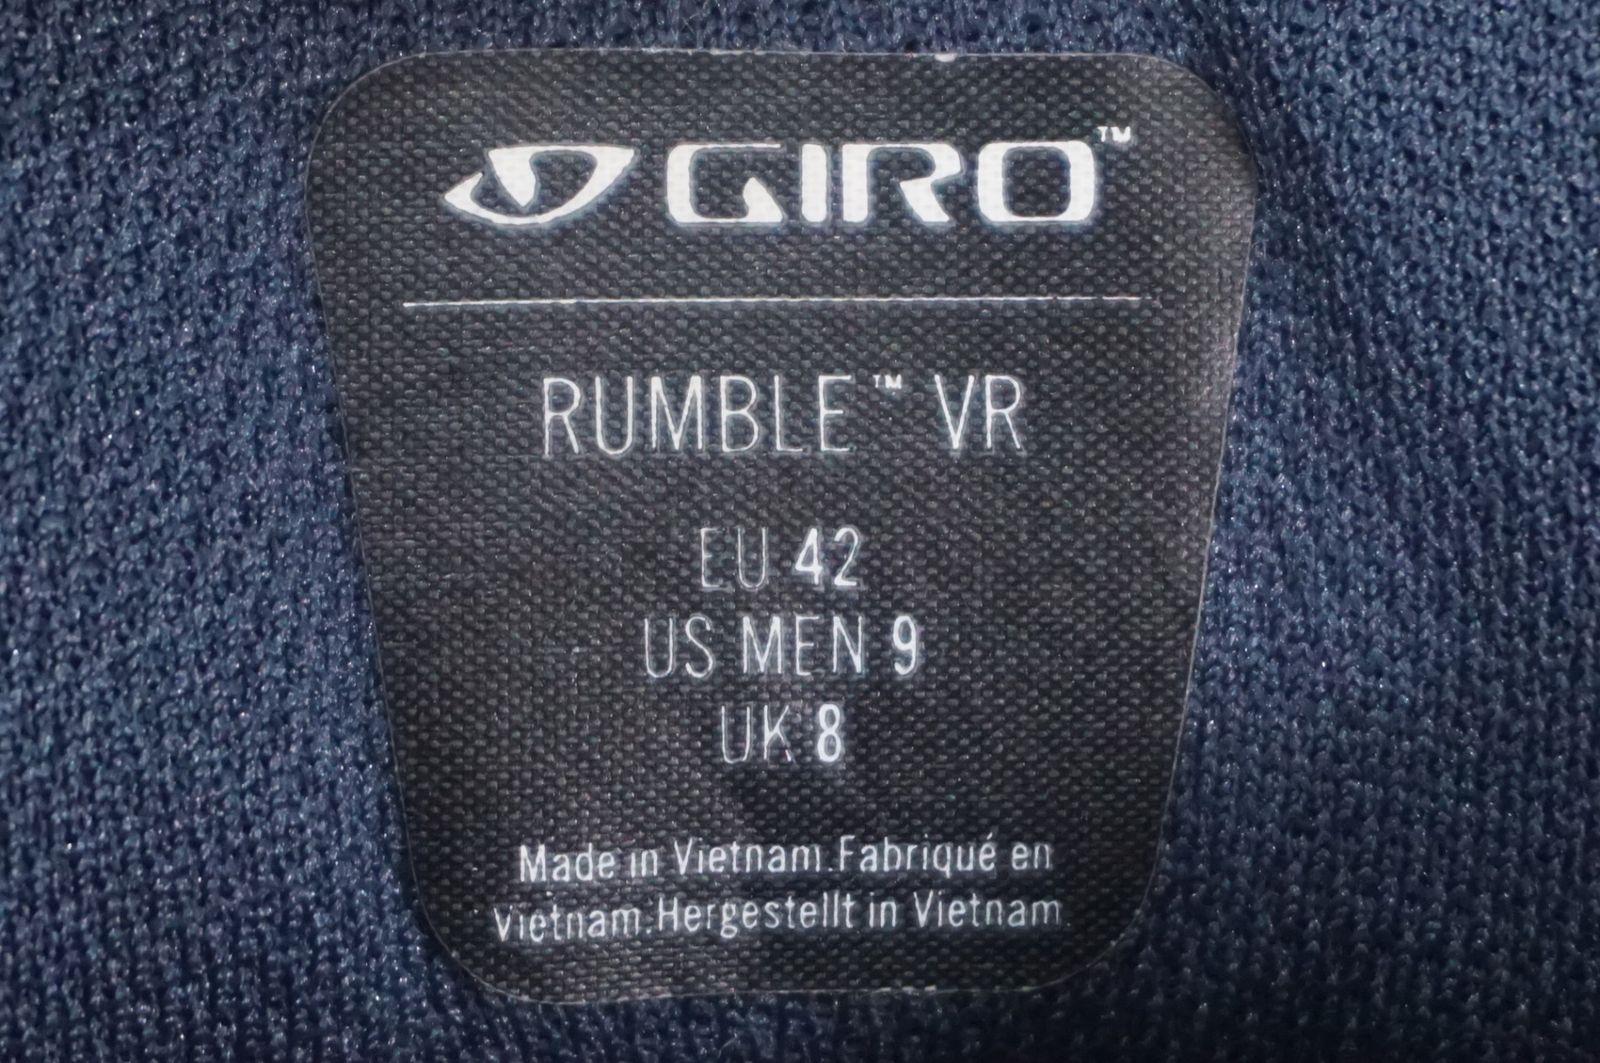 GIRO™
RUMBLE™ VR
EU 42
US MEN 9
UK 8
Made in Vietnam.Fabriqué en
Vietnam.Hergestellt in Vietnam.